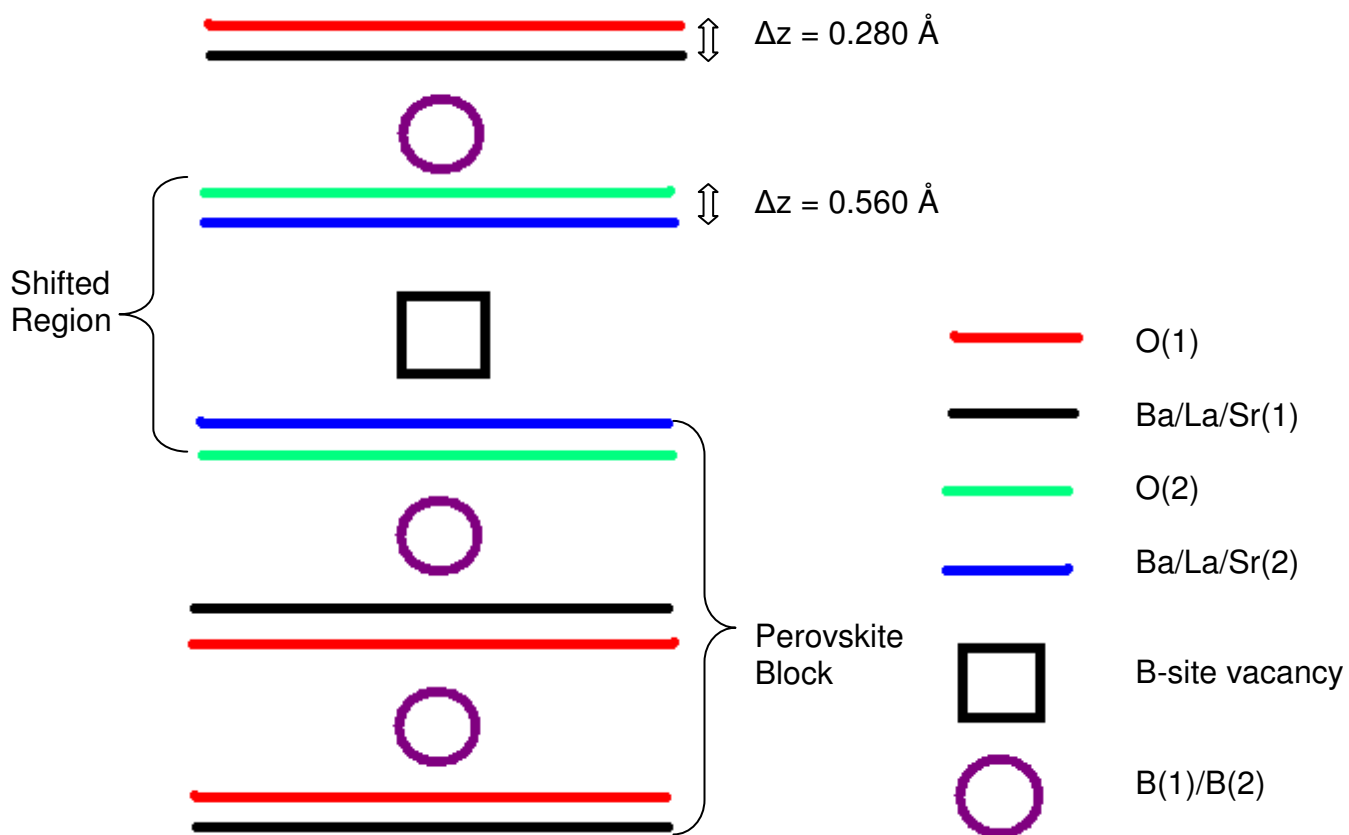 Δz = 0.280 Å
Δz = 0.560 Å
Shifted
Region
O(1)
Ba/La/Sr(1)
O(2)
Ba/La/Sr(2)
Perovskite
Block
B-site vacancy
B(1)/B(2)